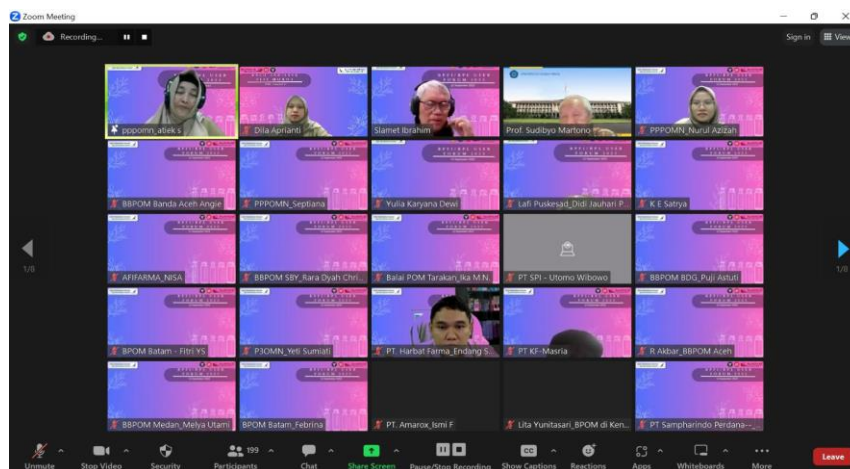 Zoom Meeting
Recording...
Sign in
View
pppomn_atiek s
Dila Aprianti
Slamet Ibrahim
Prof. Sudibyo Martono
PPPOMN_Nurul Azizah
BBPOM Banda Aceh Angie
PPPOMN_Septiana
Yulia Karyana Dewi
Lafi Puskesad_Didi Jauhari P...
K E Satrya
AFIFARMA_NISA
BBPOM SBY_Rara Dyah Chri...
Balai POM Tarakan_Ika M.N.
PT SPI - Utomo Wibowo
BBPOM BDG_Puji Astuti
1/8
1/8
BPOM Batam - Fitri YS
P3OMN_Yeti Sumiati
PT. Harbat Farma_Endang S
PT KF-Masria
R Akbar_BBPOM Aceh
BBPOM Medan_Melya Utami
BPOM Batam_Febrina
PT. Amarox_Ismi F
Lita Yunitasari_BPOM di Ken...
PT Sampharindo Perdana--_...
Unmute
Stop Video
Security
199
Participants
Chat
Share Screen
Pause/Stop Recording
CC
Show Captions
Reactions
Apps
Whiteboards
More
Leave